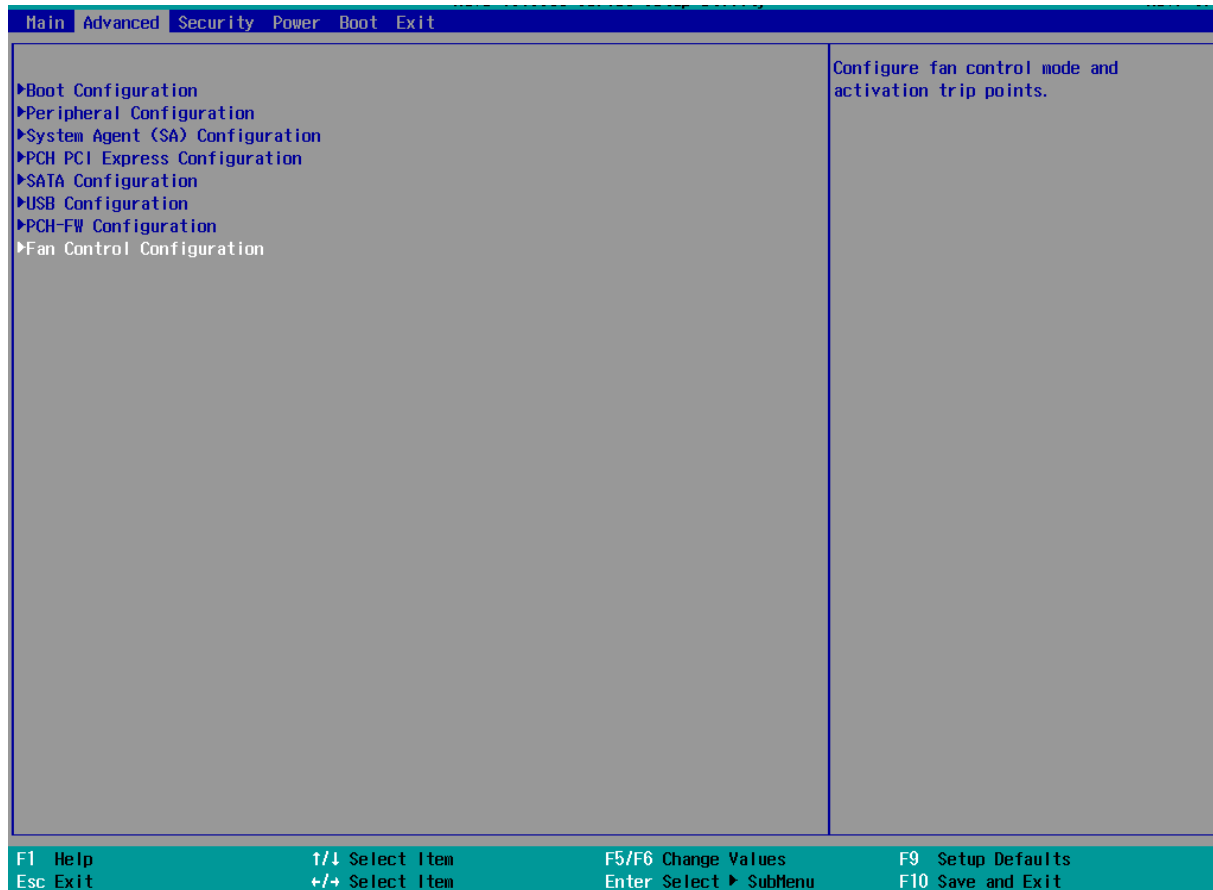 Main Advanced Security Power Boot Exit
▶Boot Configuration
▶Peripheral Configuration
▶System Agent (SA) Configuration
▶PCH PCI Express Configuration
▶SATA Configuration
▶USB Configuration
▶PCH-FW Configuration
▶Fan Control Configuration
Configure fan control mode and
activation trip points.
F1 Help ↑/↓ Select Item F5/F6 Change Values F9 Setup Defaults
Esc Exit ←/→ Select Item Enter Select ▶ SubMenu F10 Save and Exit